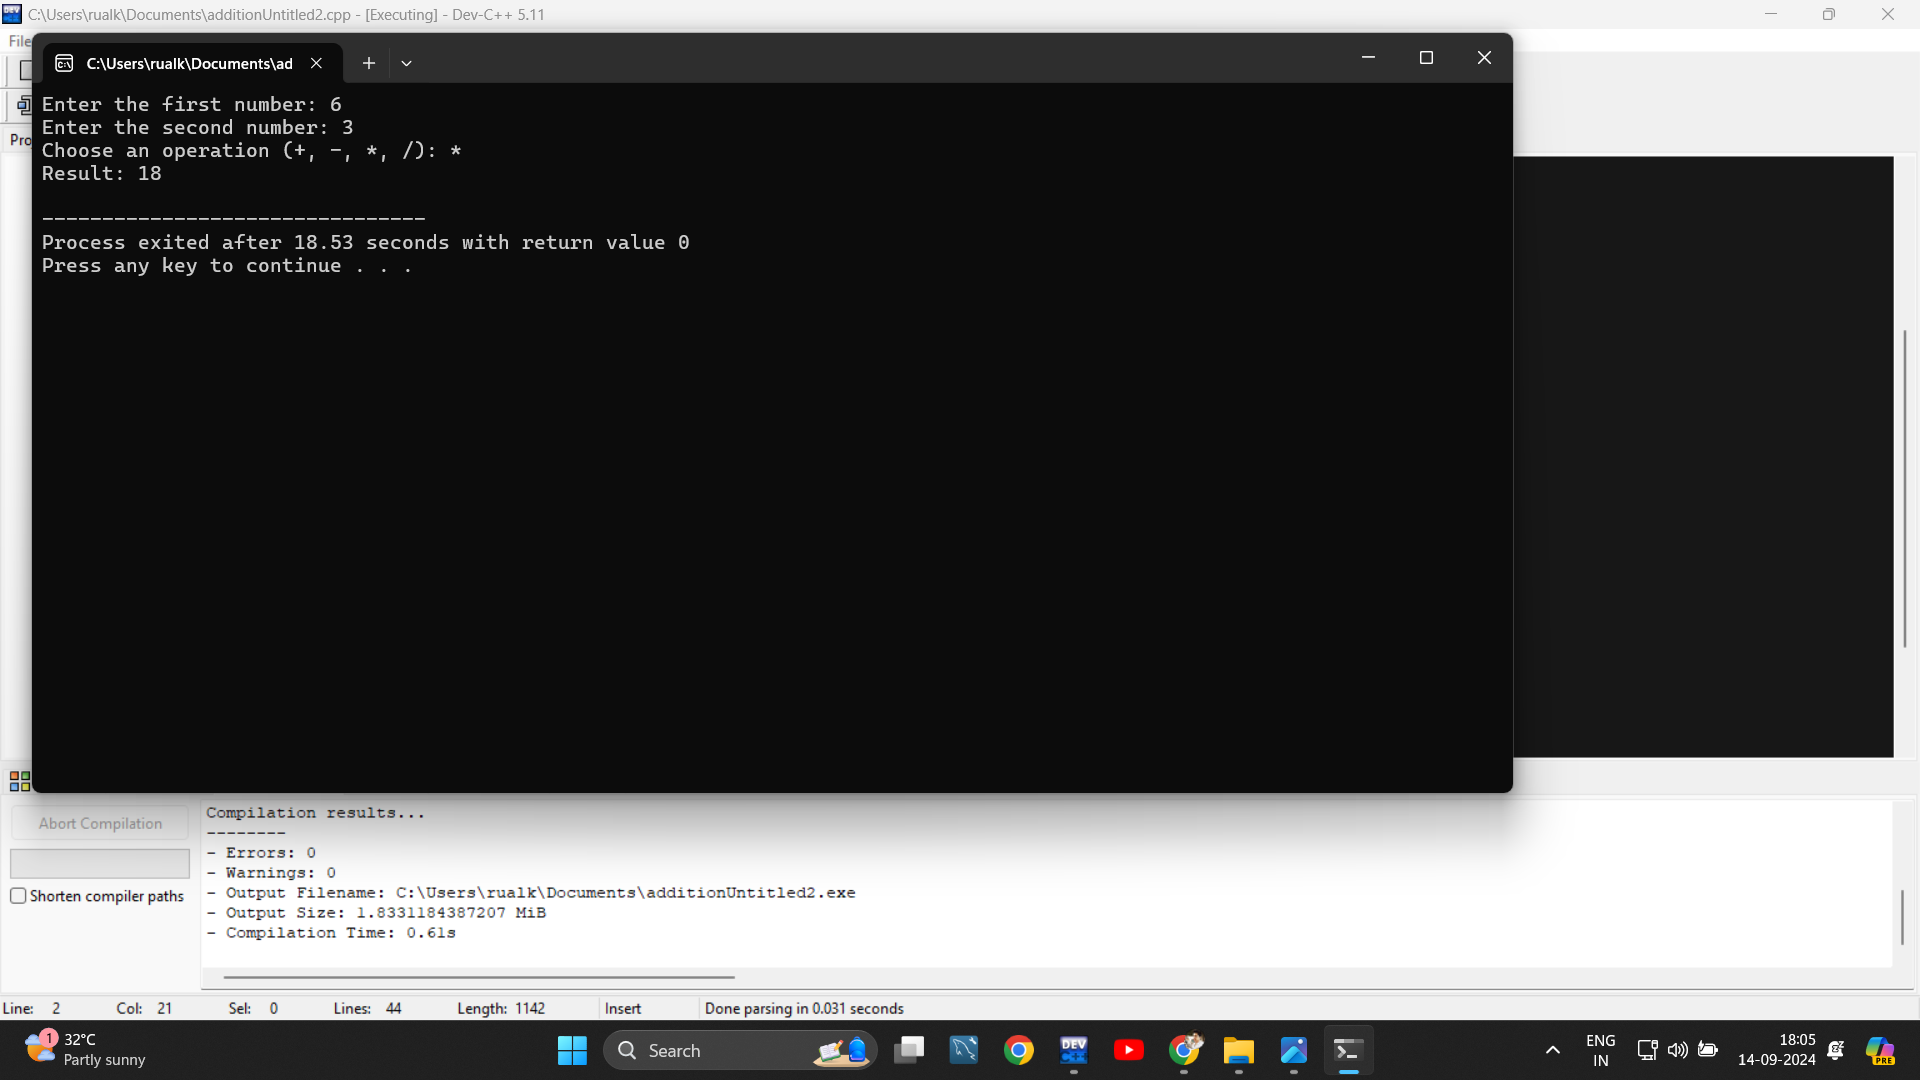 C:\Users\rualk\Documents\additionUntitled2.cpp - [Executing] - Dev-C++ 5.11
File
C:\Users\rualk\Documents\ad
Enter the first number: 6
Enter the second number: 3
Pro
Choose an operation (+, -, *, /): *
Result: 18
--------------------------------
Process exited after 18.53 seconds with return value 0
Press any key to continue . . .
Abort Compilation
Shorten compiler paths
Compilation results...
--------
- Errors: 0
- Warnings: 0
- Output Filename: C:\Users\rualk\Documents\additionUntitled2.exe
- Output Size: 1.8331184387207 MiB
- Compilation Time: 0.61s
Line: 2 Col: 21 Sel: 0 Lines: 44 Length: 1142 Insert Done parsing in 0.031 seconds
1
32°C
Partly sunny
Search
DEV
C++
ENG
IN
18:05
14-09-2024
PRE